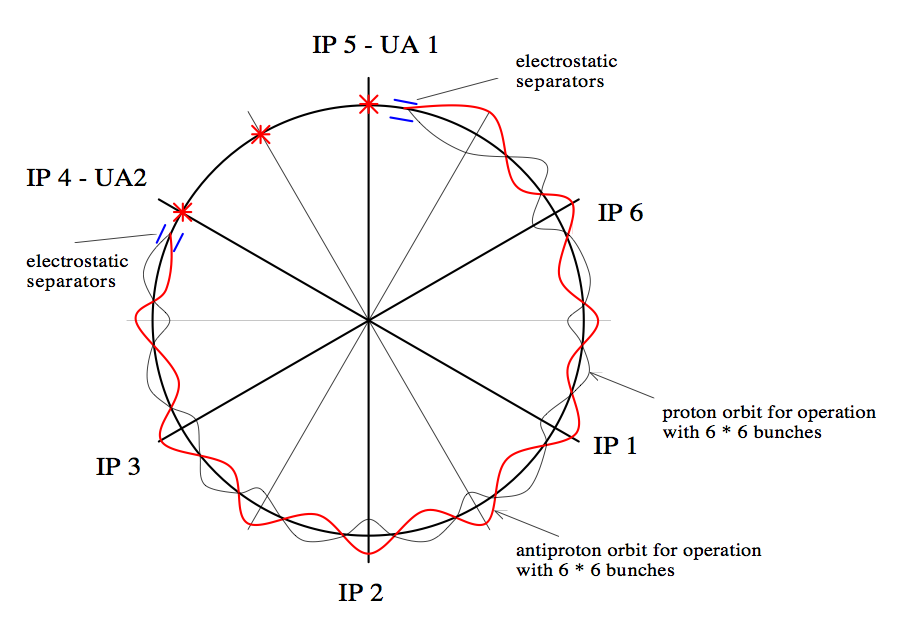 IP 5 - UA 1
electrostatic
separators
IP 4 - UA2
IP 6
electrostatic
separators
proton orbit for operation
with 6 * 6 bunches
IP 1
IP 3
antiproton orbit for operation
with 6 * 6 bunches
IP 2